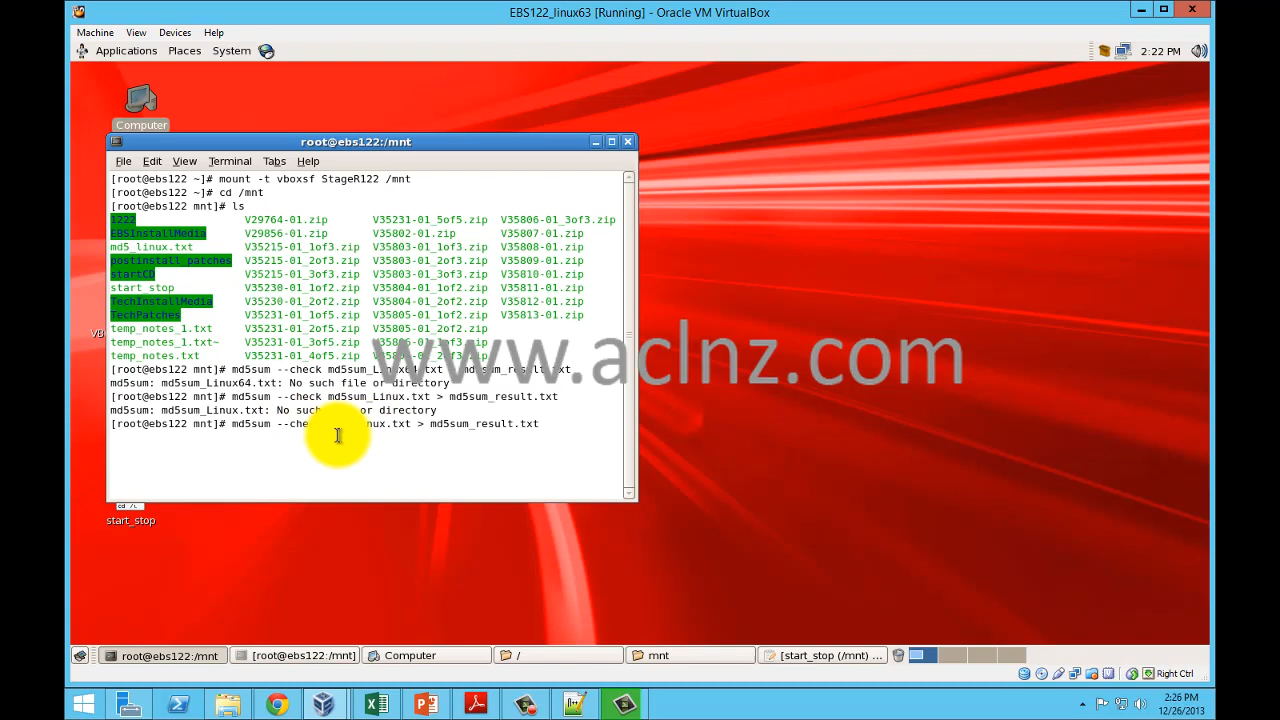 EBS122_linux63 [Running] - Oracle VM VirtualBox
Machine View Devices Help
Applications Places System 2:22 PM
Computer
root@ebs122:/mnt
File Edit View Terminal Tabs Help
[root@ebs122 ~]# mount -t vboxsf StageR122 /mnt
[root@ebs122 ~]# cd /mnt
[root@ebs122 mnt]# ls
1222 V29764-01.zip V35231-01_5of5.zip V35806-01_3of3.zip
EBSInstallMedia V29856-01.zip V35802-01.zip V35807-01.zip
md5_linux.txt V35215-01_1of3.zip V35803-01_1of3.zip V35808-01.zip
postinstall_patches V35215-01_2of3.zip V35803-01_2of3.zip V35809-01.zip
startCD V35215-01_3of3.zip V35803-01_3of3.zip V35810-01.zip
start_stop V35230-01_1of2.zip V35804-01_1of2.zip V35811-01.zip
TechInstallMedia V35230-01_2of2.zip V35804-01_2of2.zip V35812-01.zip
TechPatches V35231-01_1of5.zip V35805-01_1of2.zip V35813-01.zip
temp_notes_1.txt V35231-01_2of5.zip V35805-01_2of2.zip
temp_notes_1.txt~ V35231-01_3of5.zip V35806-01_1of3.zip
temp_notes.txt V35231-01_4of5.zip
VB
www.aclnz.com
[root@ebs122 mnt]# md5sum --check md5sum_Linux64.txt > md5sum_result.txt
md5sum: md5sum_Linux64.txt: No such file or directory
[root@ebs122 mnt]# md5sum --check md5sum_Linux.txt > md5sum_result.txt
md5sum: md5sum_Linux.txt: No such or directory
[root@ebs122 mnt]# md5sum --che nux.txt > md5sum_result.txt
cd /
start_stop
root@ebs122:/mnt [root@ebs122:/mnt] Computer / mnt [start_stop (/mnt) ...
Right Ctrl
2:26 PM
12/26/2013